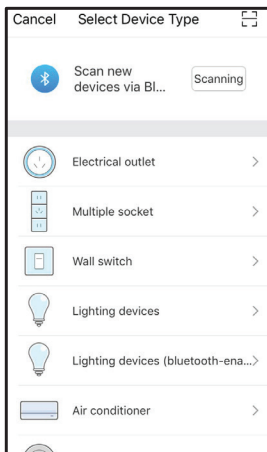 Cancel Select Device Type
Scan new
devices via Bl...
Scanning
Electrical outlet
Multiple socket
Wall switch
Lighting devices
Lighting devices (bluetooth-ena...
Air conditioner